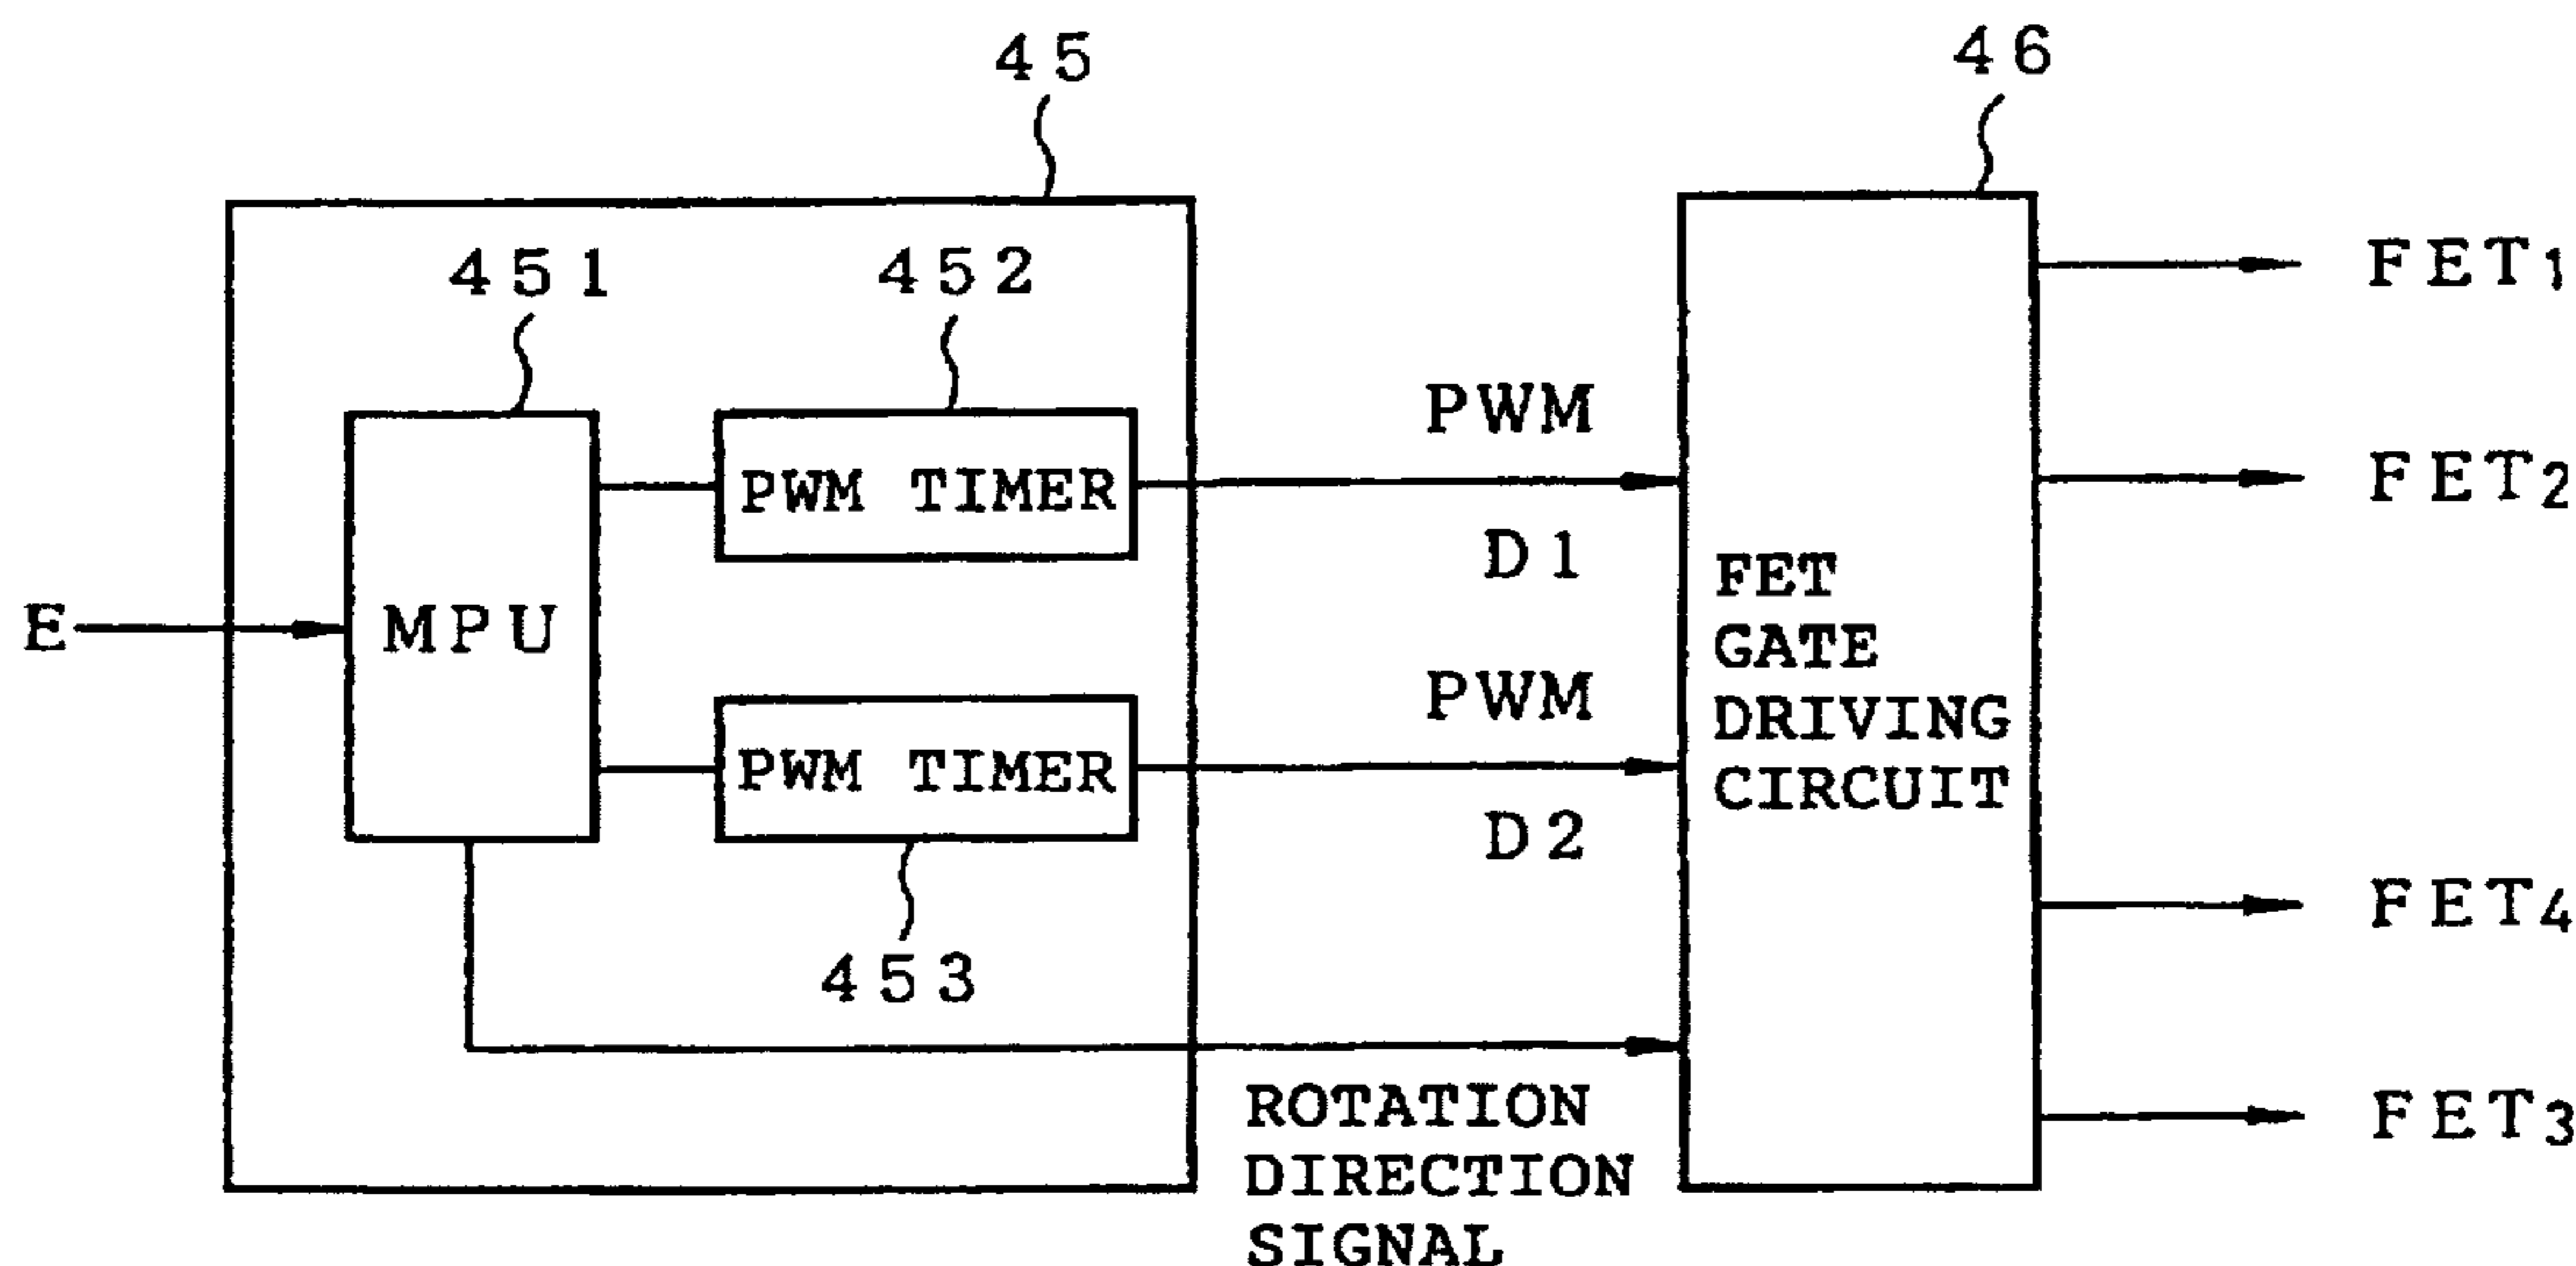 45
46
451
452
FET1
PWM
FET2
PWM TIMER
D1
E
MPU
FET
GATE
DRIVING
CIRCUIT
PWM
PWM TIMER
D2
FET4
453
ROTATION
DIRECTION
SIGNAL
FET3